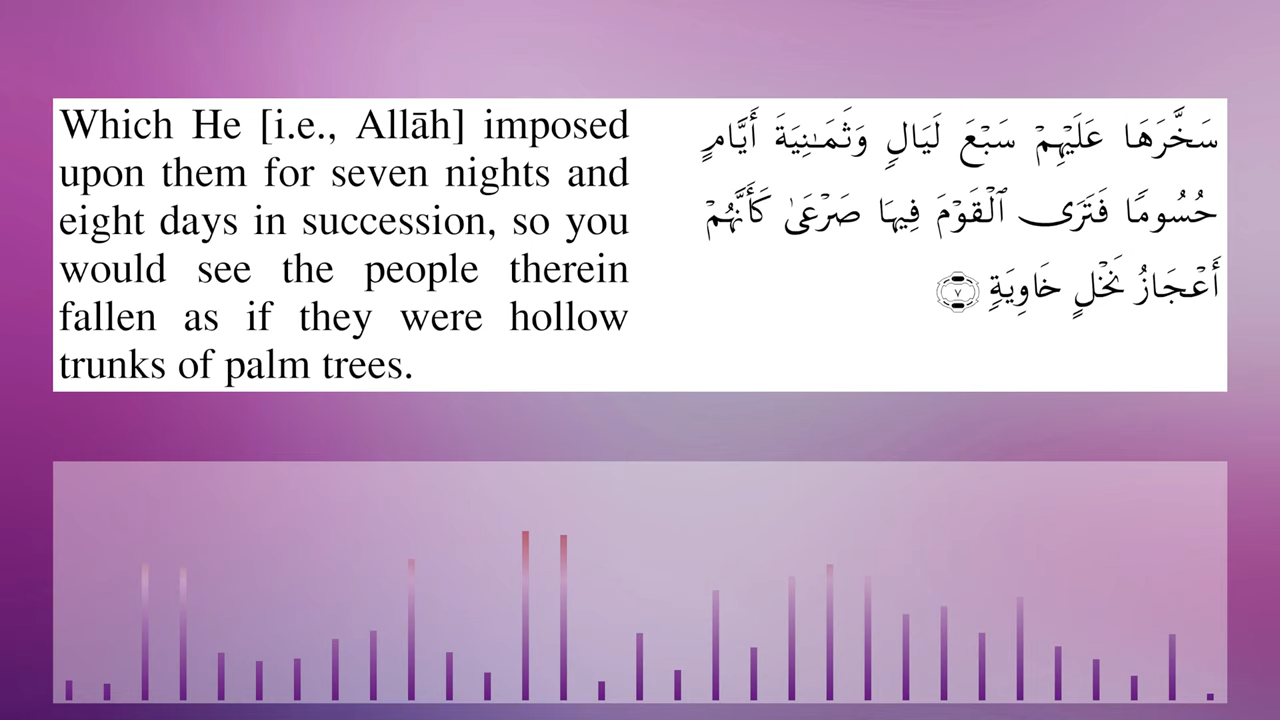 Which He [i.e., Allāh] imposed
upon them for seven nights and
eight days in succession, so you
would see the people therein
fallen as if they were hollow
trunks of palm trees.
سَخَّرَهَا عَلَيْهِمْ سَبْعَ لَيَالٍۢ وَثَمَـٰنِيَةَ أَيَّامٍ
حُسُومًۭا فَتَرَى ٱلْقَوْمَ فِيهَا صَرْعَىٰ كَأَنَّهُمْ
أَعْجَازُ نَخْلٍ خَاوِيَةٍۢ ٧